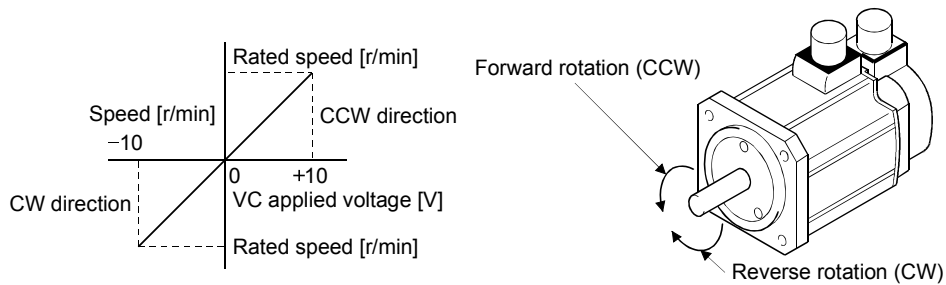 Rated speed [r/min]
Speed [r/min]
CCW direction
−10
0
+10
VC applied voltage [V]
CW direction
Rated speed [r/min]
Forward rotation (CCW)
Reverse rotation (CW)